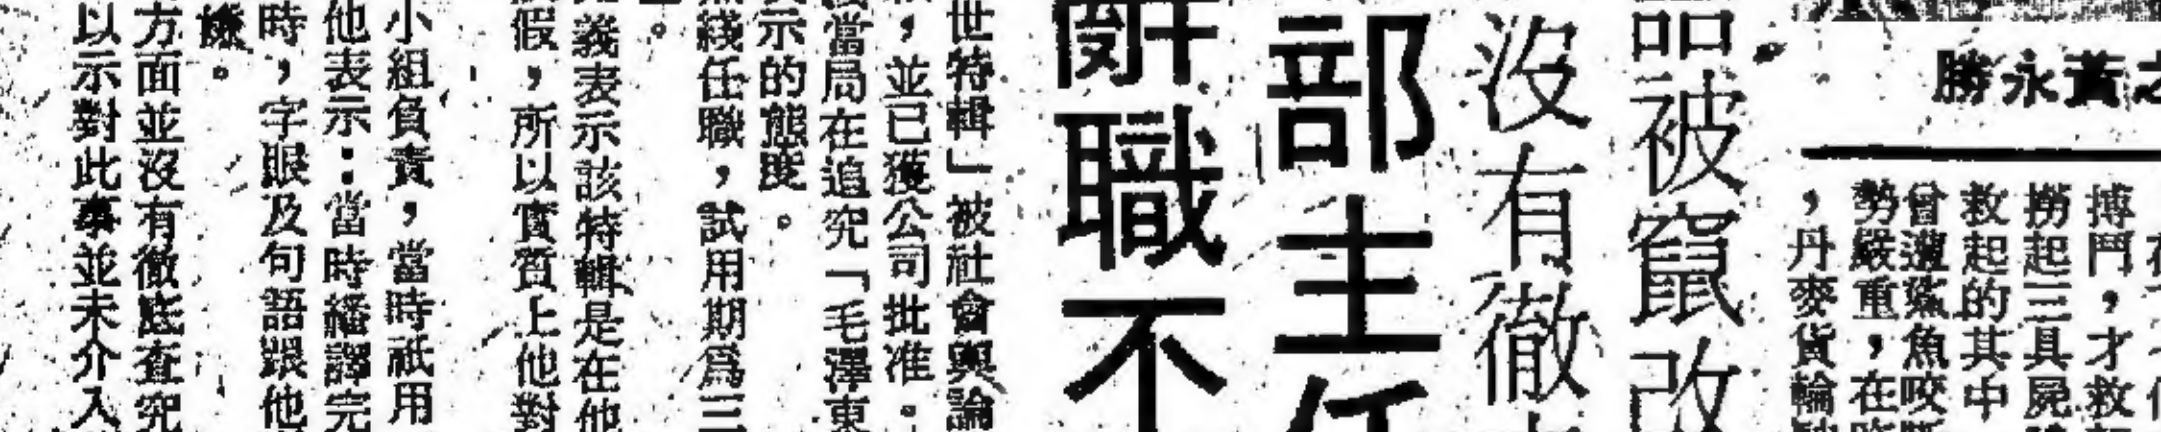 勝永黃之
搏鬥，才救
撈起三具屍
救起的其中
曾遭鯊魚咬
勢嚴重，在
，丹麥貨輪
被竄改
沒有徹
部主任
辭職不
世特輯」被社會輿論
，並已獲公司批准。
當局在追究「毛澤東
示的態度。
綫任職，試用期爲三
。
義表示該特輯是在他
假，所以實質上他對
小組負責，當時祇用
他表示：當時繙譯完
時，字眼及句語跟他
嫌。
方面並沒有徹底查究
以示對此事並未介入